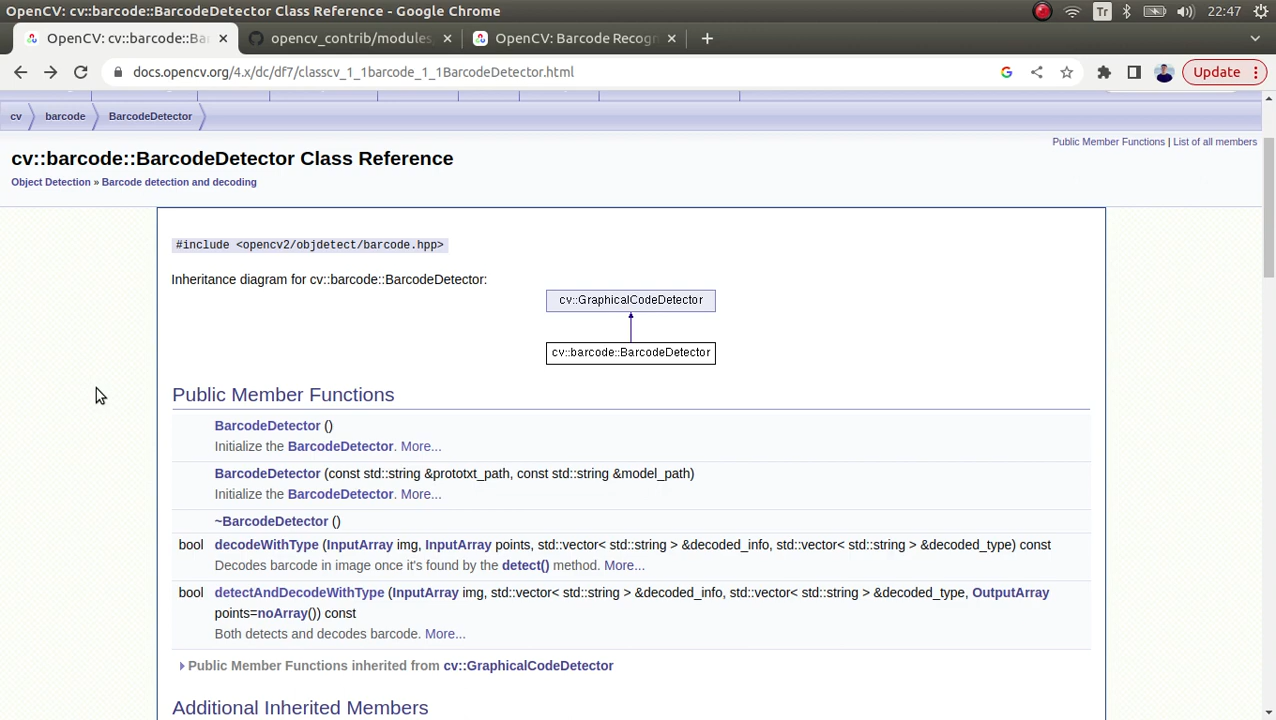 OpenCV: cv::barcode::BarcodeDetector Class Reference - Google Chrome
Tr
22:47
OpenCV: cv::barcode::Ba
opencv_contrib/modules
OpenCV: Barcode Recogn
docs.opencv.org/4.x/dc/df7/classcv_1_1barcode_1_1BarcodeDetector.html
Update
cv
barcode
BarcodeDetector
Public Member Functions | List of all members
cv::barcode::BarcodeDetector Class Reference
Object Detection » Barcode detection and decoding
#include <opencv2/objdetect/barcode.hpp>
Inheritance diagram for cv::barcode::BarcodeDetector:
cv::GraphicalCodeDetector
cv::barcode::BarcodeDetector
Public Member Functions
BarcodeDetector ()
Initialize the BarcodeDetector. More...
BarcodeDetector (const std::string &prototxt_path, const std::string &model_path)
Initialize the BarcodeDetector. More...
~BarcodeDetector ()
bool decodeWithType (InputArray img, InputArray points, std::vector< std::string > &decoded_info, std::vector< std::string > &decoded_type) const
Decodes barcode in image once it's found by the detect() method. More...
bool detectAndDecodeWithType (InputArray img, std::vector< std::string > &decoded_info, std::vector< std::string > &decoded_type, OutputArray
points=noArray()) const
Both detects and decodes barcode. More...
Public Member Functions inherited from cv::GraphicalCodeDetector
Additional Inherited Members